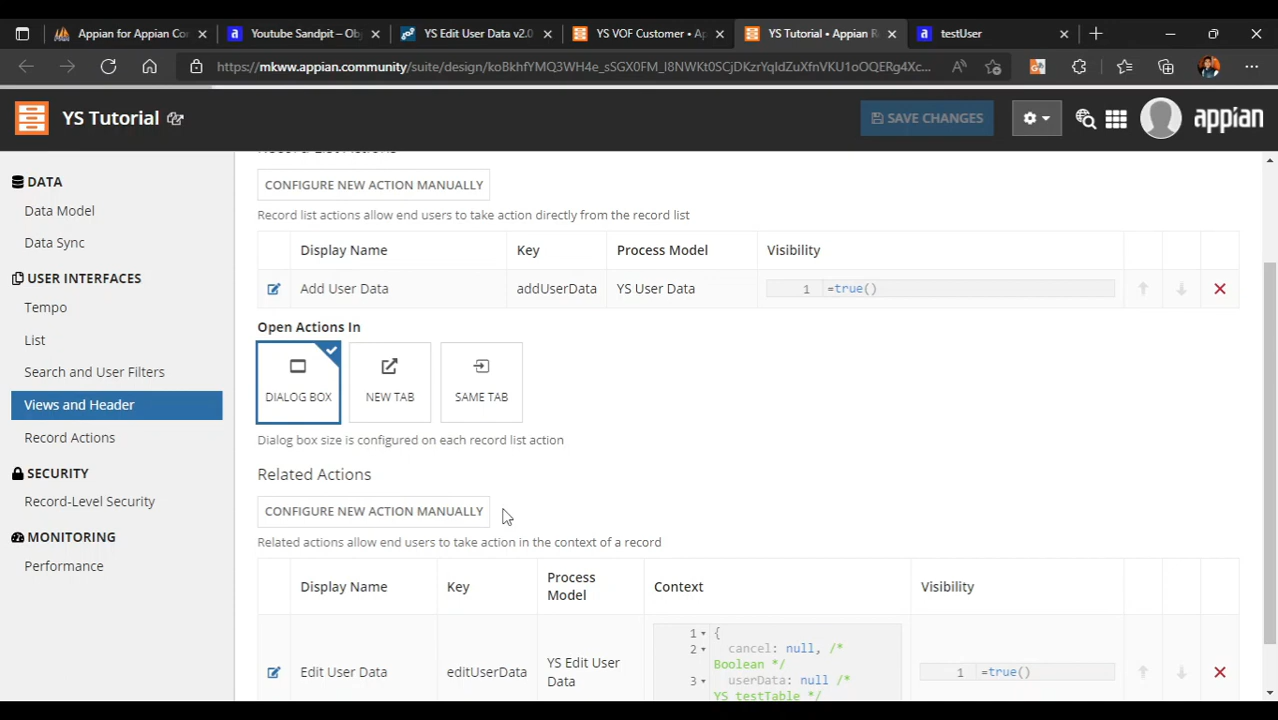 Appian for Appian Co
Youtube Sandpit - Obj
YS Edit User Data v2.0
YS VOF Customer • Ap
YS Tutorial • Appian R
testUser
https://mkww.appian.community/suite/design/
YS Tutorial
SAVE CHANGES
appian
DATA
Data Model
Data Sync
USER INTERFACES
Tempo
List
Search and User Filters
Views and Header
Record Actions
SECURITY
Record-Level Security
MONITORING
Performance
Record List Actions
CONFIGURE NEW ACTION MANUALLY
Record list actions allow end users to take action directly from the record list
Display Name Key Process Model Visibility
Add User Data addUserData YS User Data 1 =true()
Open Actions In
DIALOG BOX NEW TAB SAME TAB
Dialog box size is configured on each record list action
Related Actions
CONFIGURE NEW ACTION MANUALLY
Related actions allow end users to take action in the context of a record
Display Name Key Process Model Context Visibility
Edit User Data editUserData YS Edit User Data
1 {
2 cancel: null, /*
Boolean */
3 userData: null /*
YS testTable */
1 =true()